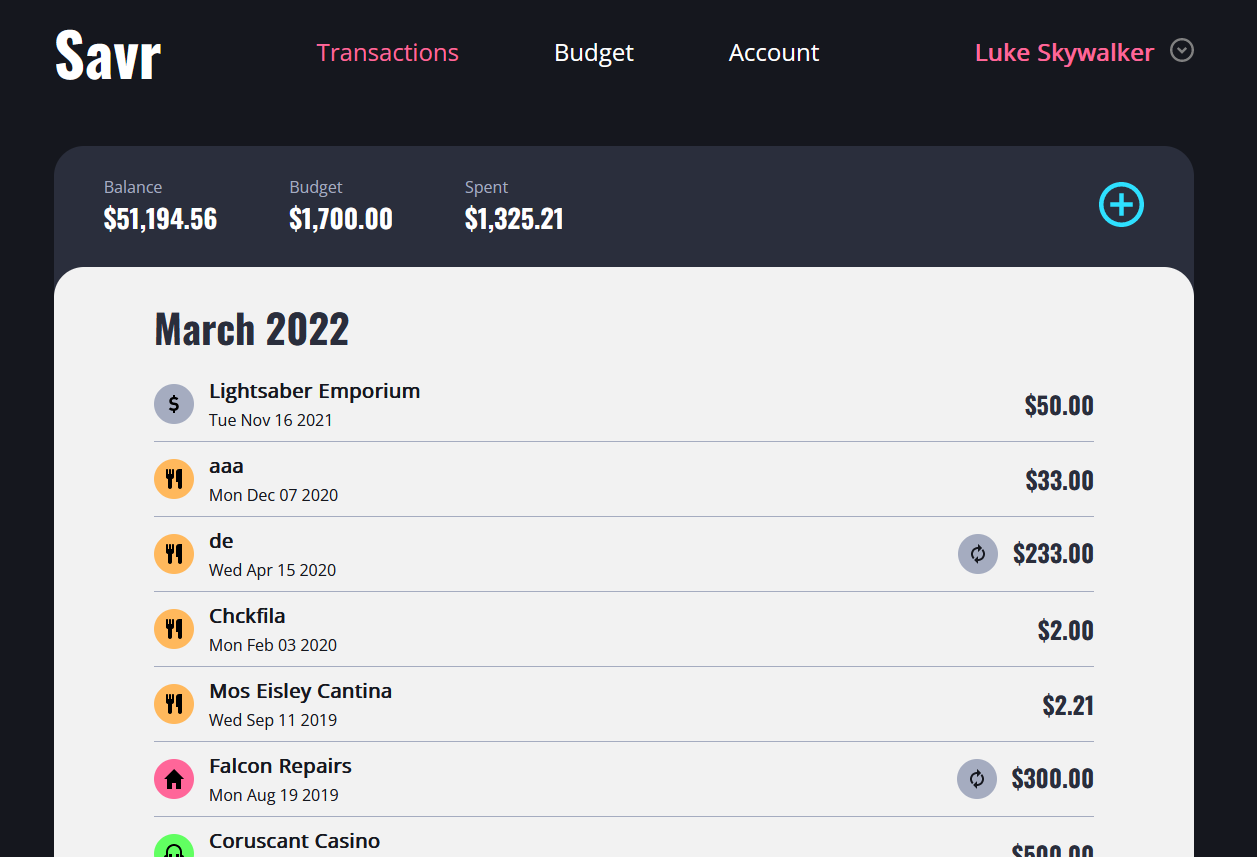 Savr
Transactions
Budget
Account
Luke Skywalker
Balance
Budget
Spent
$51,194.56
$1,700.00
$1,325.21
March 2022
$
Lightsaber Emporium
Tue Nov 16 2021
$50.00
aaa
Mon Dec 07 2020
$33.00
de
Wed Apr 15 2020
$233.00
Chckfila
Mon Feb 03 2020
$2.00
Mos Eisley Cantina
Wed Sep 11 2019
$2.21
Falcon Repairs
Mon Aug 19 2019
$300.00
Coruscant Casino
$500.00